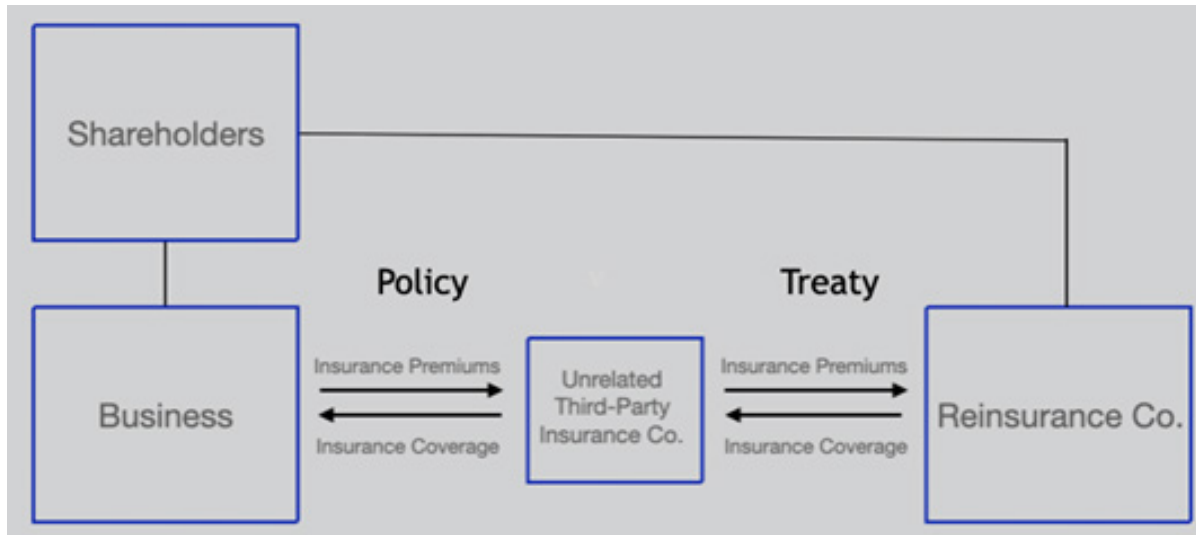 Shareholders
Policy
Treaty
Business
Insurance Premiums
Insurance Coverage
Unrelated
Third-Party
Insurance Co.
Insurance Premiums
Insurance Coverage
Reinsurance Co.